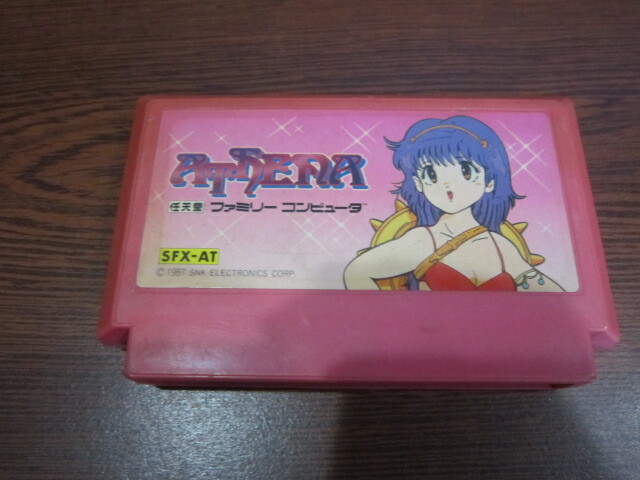 ATHENA
任天堂 ファミリー コンピュータ
SFX-AT
© 1987 SNK ELECTRONICS CORP.